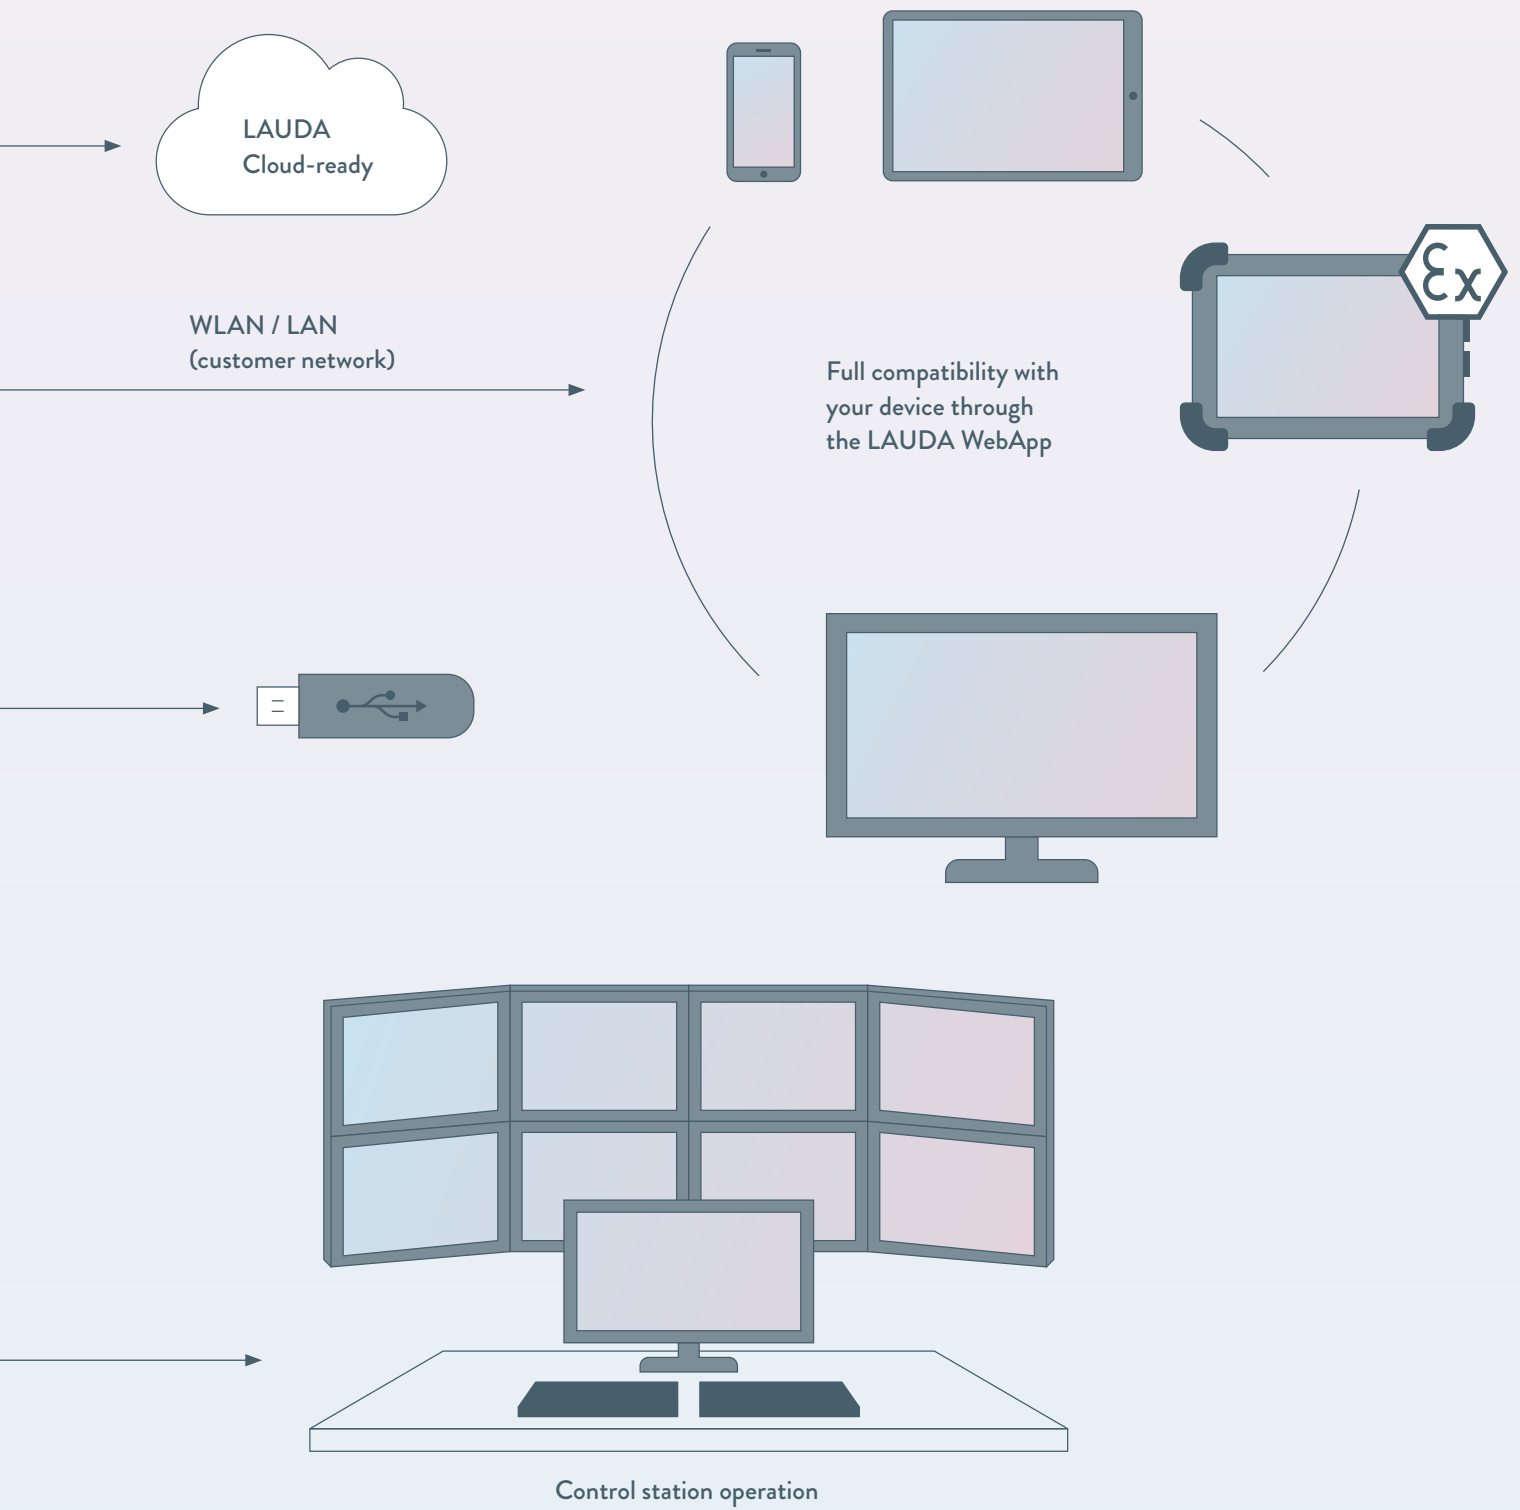 LAUDA
Cloud-ready
Ex
WLAN / LAN
(customer network)
Full compatibility with
your device through
the LAUDA WebApp
Control station operation